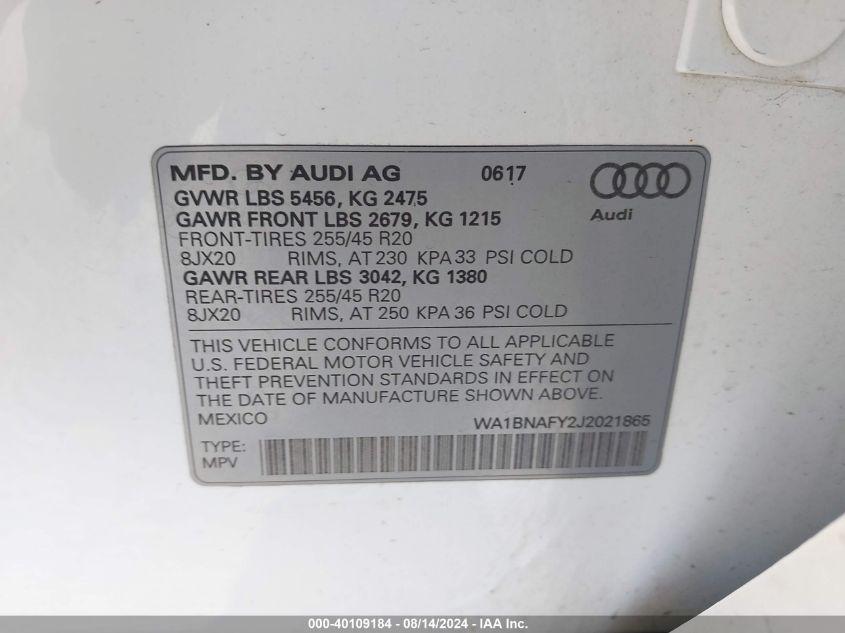 MFD. BY AUDI AG 0617
GVWR LBS 5456, KG 2475
GAWR FRONT LBS 2679, KG 1215
Audi
FRONT-TIRES 255/45 R20
8JX20 RIMS, AT 230 KPA 33 PSI COLD
GAWR REAR LBS 3042, KG 1380
REAR-TIRES 255/45 R20
8JX20 RIMS, AT 250 KPA 36 PSI COLD
THIS VEHICLE CONFORMS TO ALL APPLICABLE
U.S. FEDERAL MOTOR VEHICLE SAFETY AND
THEFT PREVENTION STANDARDS IN EFFECT ON
THE DATE OF MANUFACTURE SHOWN ABOVE.
MEXICO WA1BNAFY2J2021865
TYPE:
MPV
000-40109184 - 08/14/2024 - IAA Inc.